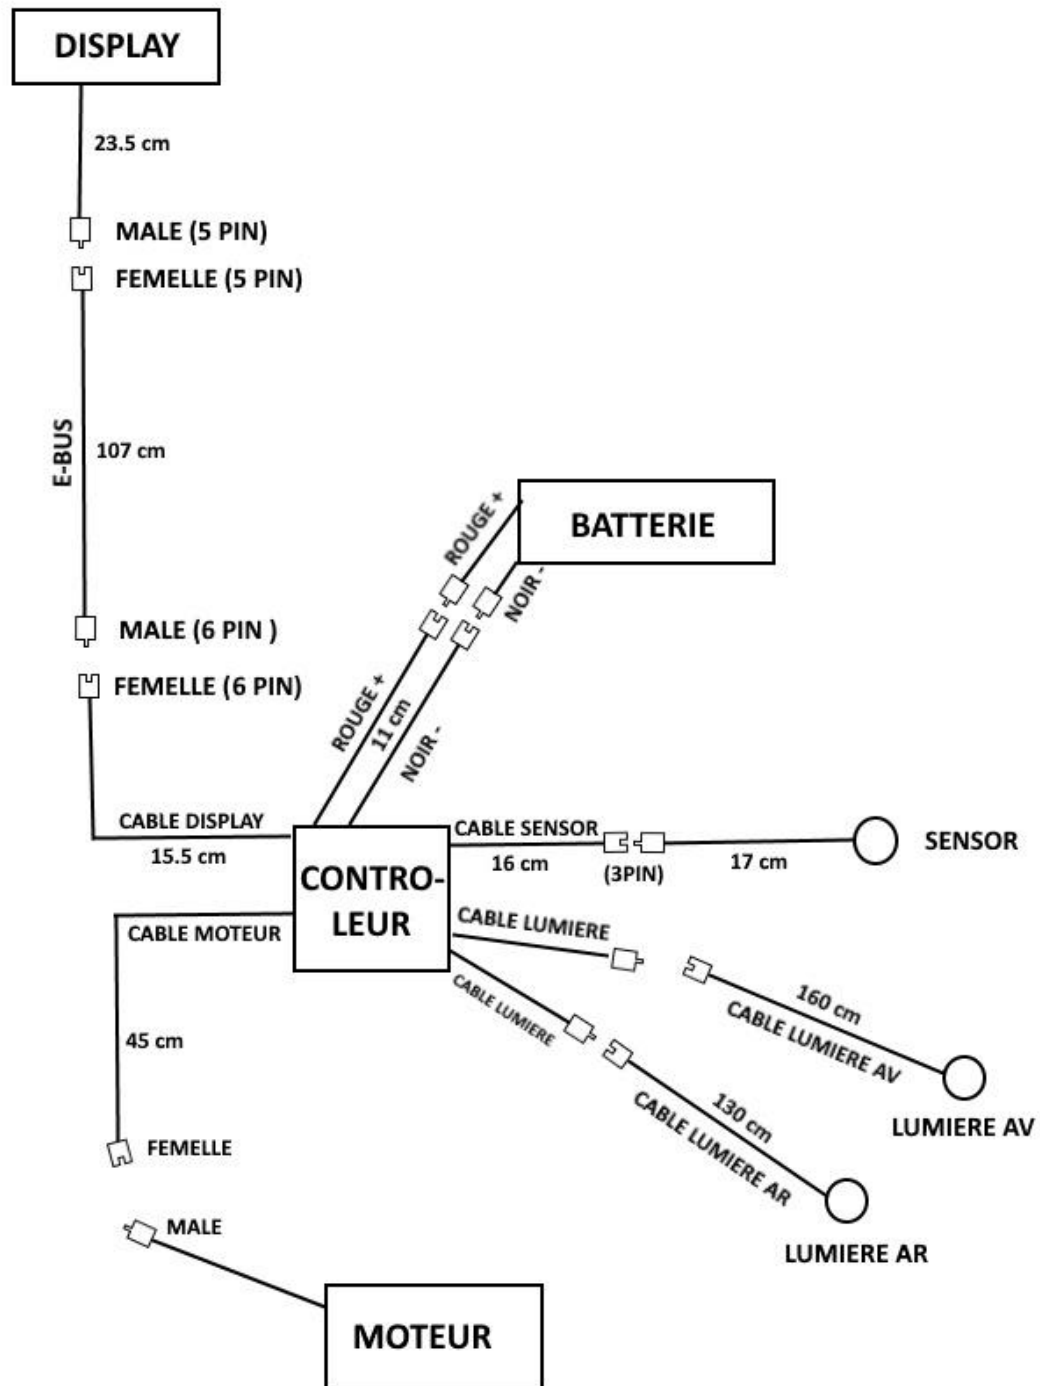 DISPLAY
23.5 cm
MALE (5 PIN)
FEMELLE (5 PIN)
E-BUS
107 cm
MALE (6 PIN )
FEMELLE (6 PIN)
CABLE DISPLAY
15.5 cm
BATTERIE
ROUGE +
NOIR -
ROUGE +
11 cm
NOIR -
CONTRO-
LEUR
CABLE SENSOR
16 cm
(3PIN)
17 cm
SENSOR
CABLE LUMIERE
160 cm
CABLE LUMIERE AV
LUMIERE AV
CABLE LUMIERE
130 cm
CABLE LUMIERE AR
LUMIERE AR
CABLE MOTEUR
45 cm
FEMELLE
MALE
MOTEUR